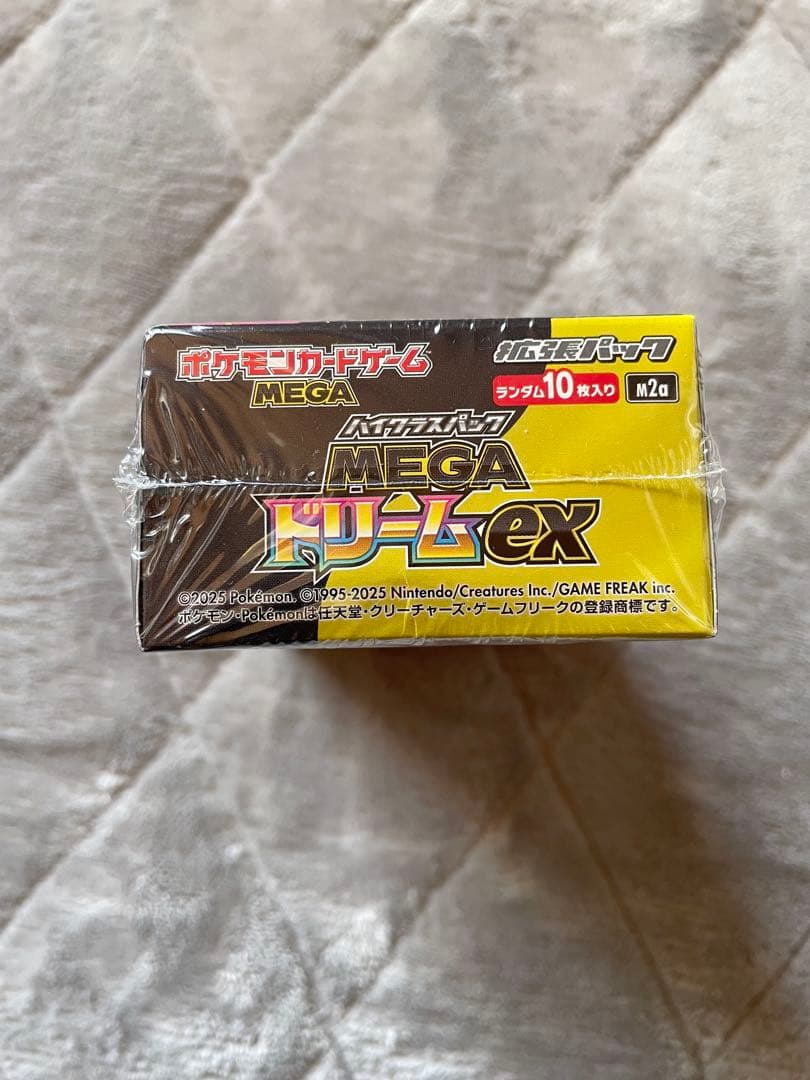 ポケモンカードゲーム
MEGA
拡張パック
ランダム10枚入り
M2a
ハイクラスパック
MEGA
ドリームex
©2025 Pokémon. ©1995-2025 Nintendo/Creatures Inc./GAME FREAK inc.
ポケモン・Pokémonは任天堂・クリーチャーズ・ゲームフリークの登録商標です。